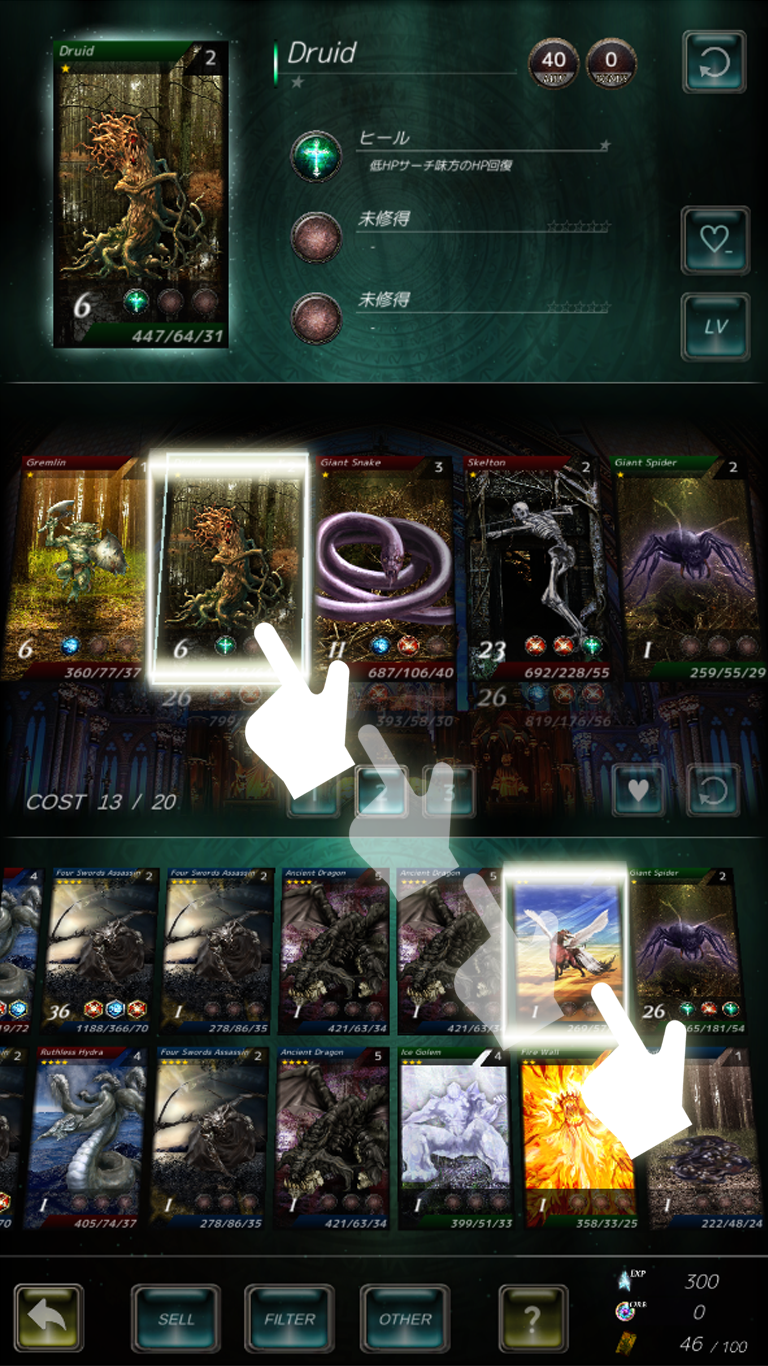 Druid
2
6
447/64/31
Druid
40
0
ヒール
低HPサーチ味方のHP回復
未修得
-
未修得
-
LV
Gremlin
1
6
360/77/37
6
Giant Snake
3
11
687/106/40
Skelton
2
23
692/228/55
Giant Spider
2
1
259/55/29
26
393/58/30
26
819/176/56
COST 13 / 20
2
3
4
Four Swords Assassin
2
36
1188/366/70
Four Swords Assassin
2
1
278/86/35
Ancient Dragon
5
1
421/63/34
Ancient Dragon
1
1
Giant Spider
2
26
2
Ruthless Hydra
4
1
405/74/37
Four Swords Assassin
2
1
278/86/35
Ancient Dragon
5
1
421/63/34
Ice Golem
4
1
399/51/33
Fire Wall
1
358/33/25
1
1
222/48/24
SELL
FILTER
OTHER
?
EXP
300
ORB
0
46 / 100